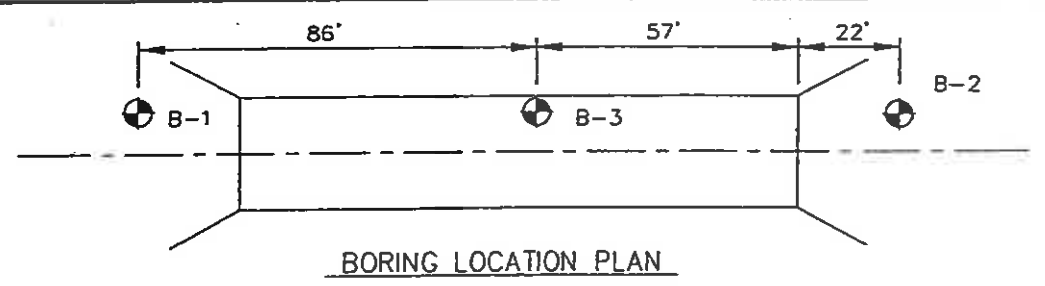 86' 57' 22'
B-2
B-1 B-3
BORING LOCATION PLAN